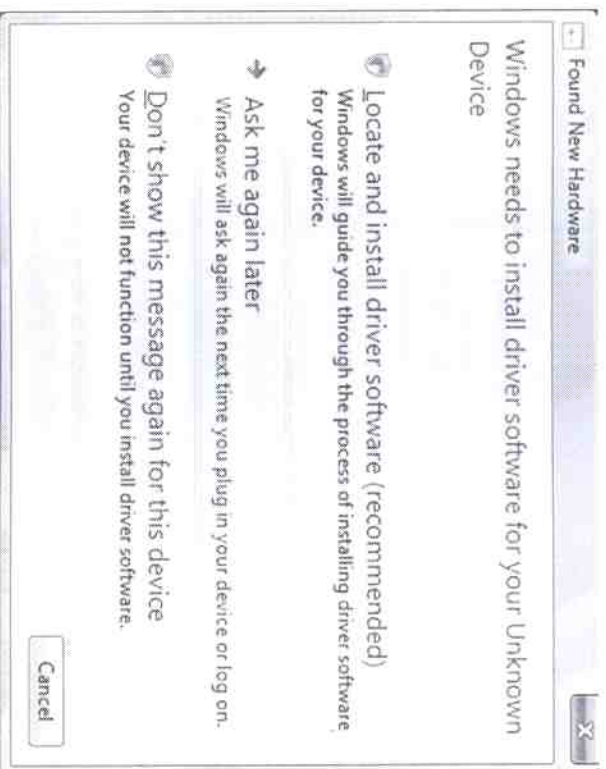 Found New Hardware
Windows needs to install driver software for your Unknown
Device
Locate and install driver software (recommended)
Windows will guide you through the process of installing driver software
for your device.
Ask me again later
Windows will ask again the next time you plug in your device or log on.
Don't show this message again for this device
Your device will not function until you install driver software.
Cancel